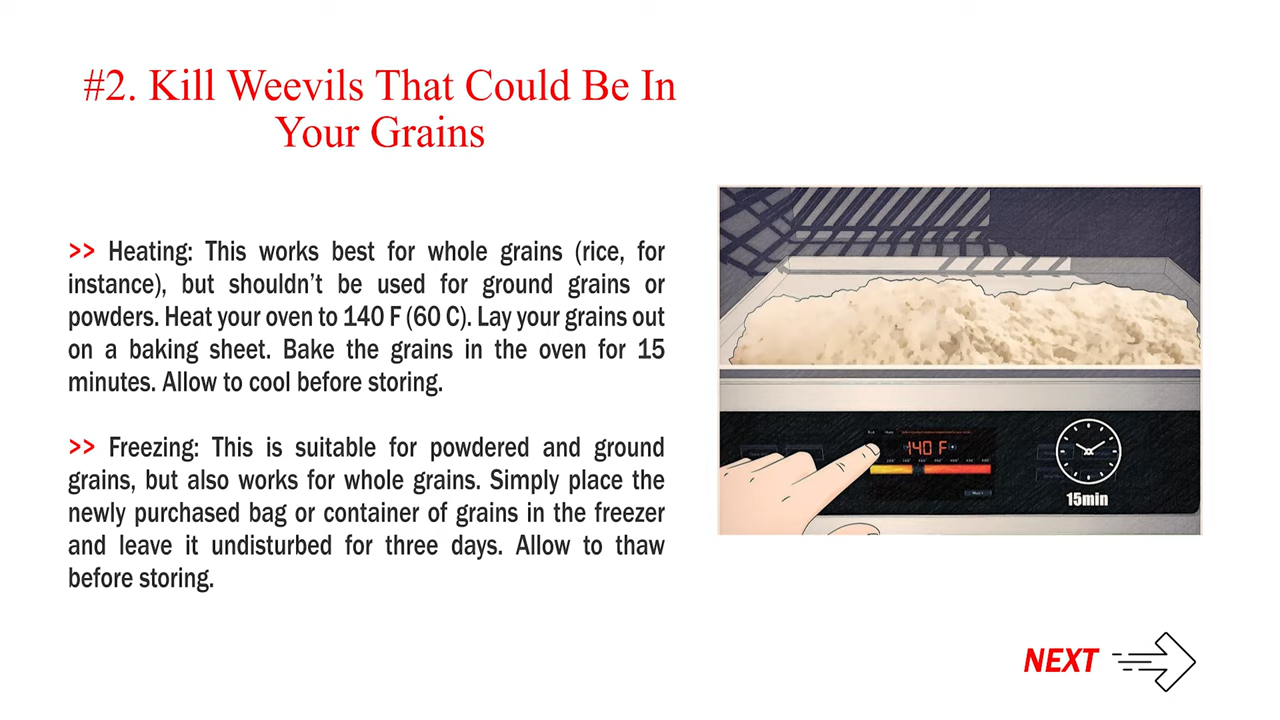 #2. Kill Weevils That Could Be In
Your Grains
>> Heating: This works best for whole grains (rice, for
instance), but shouldn’t be used for ground grains or
powders. Heat your oven to 140 F (60 C). Lay your grains out
on a baking sheet. Bake the grains in the oven for 15
minutes. Allow to cool before storing.
>> Freezing: This is suitable for powdered and ground
grains, but also works for whole grains. Simply place the
newly purchased bag or container of grains in the freezer
and leave it undisturbed for three days. Allow to thaw
before storing.
140 F
15min
NEXT